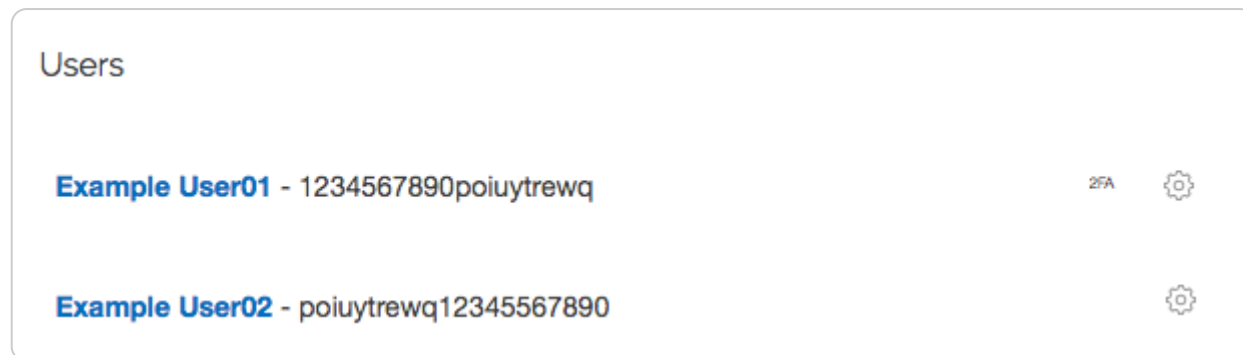 Users
Example User01 - 1234567890poiuytrewq 2FA
Example User02 - poiuytrewq12345567890